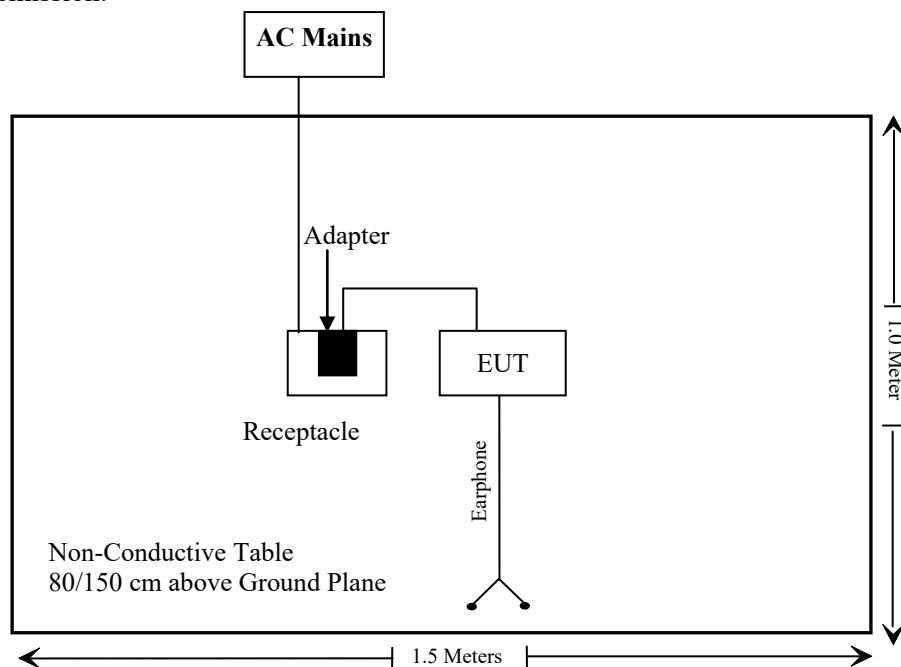 AC Mains
Adapter
EUT
Receptacle
Earphone
1.0 Meter
Non-Conductive Table
80/150 cm above Ground Plane
1.5 Meters